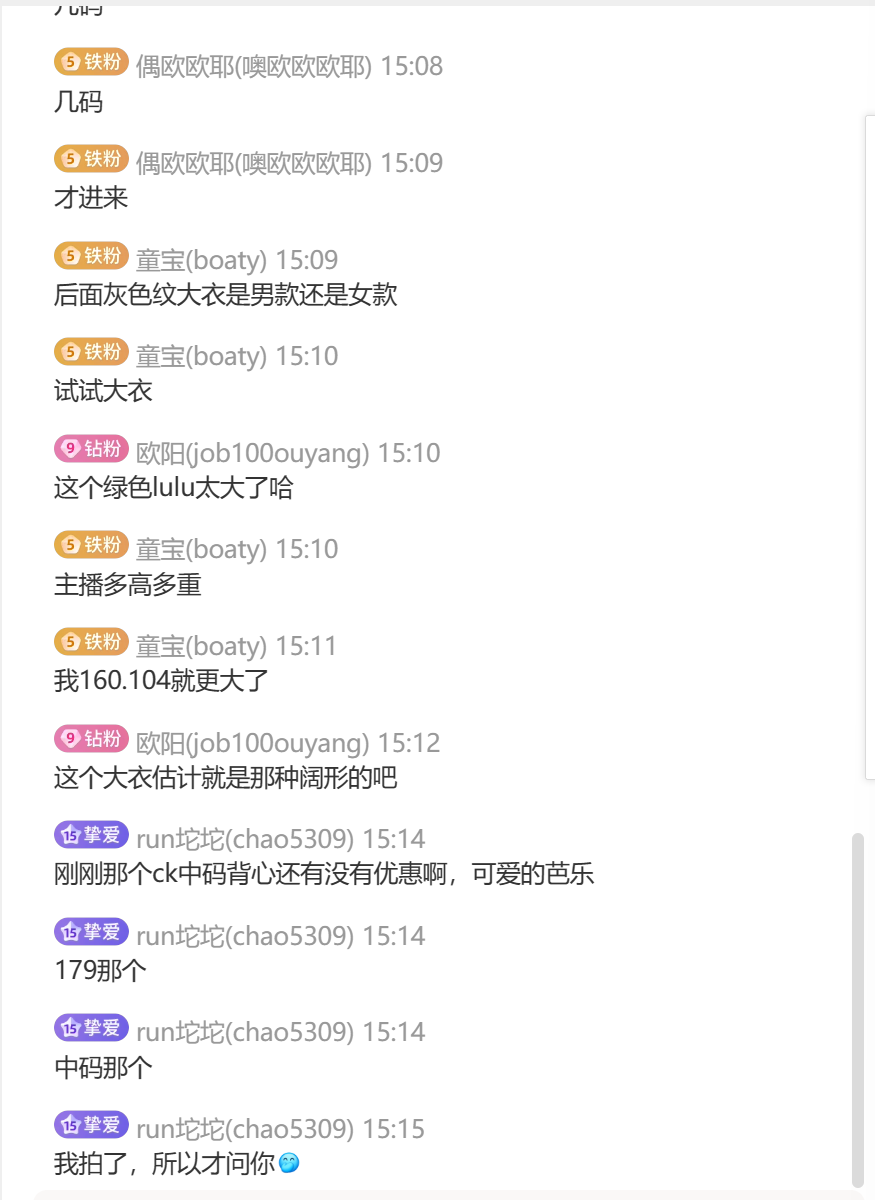 几码
5 铁粉 偶欧欧耶(噢欧欧欧耶) 15:08
几码
5 铁粉 偶欧欧耶(噢欧欧欧耶) 15:09
才进来
5 铁粉 童宝(boaty) 15:09
后面灰色纹大衣是男款还是女款
5 铁粉 童宝(boaty) 15:10
试试大衣
9 钻粉 欧阳(job100ouyang) 15:10
这个绿色lulu太大了哈
5 铁粉 童宝(boaty) 15:10
主播多高多重
5 铁粉 童宝(boaty) 15:11
我160.104就更大了
9 钻粉 欧阳(job100ouyang) 15:12
这个大衣估计就是那种阔形的吧
15 挚爱 run坨坨(chao5309) 15:14
刚刚那个ck中码背心还有没有优惠啊，可爱的芭乐
15 挚爱 run坨坨(chao5309) 15:14
179那个
15 挚爱 run坨坨(chao5309) 15:14
中码那个
15 挚爱 run坨坨(chao5309) 15:15
我拍了，所以才问你